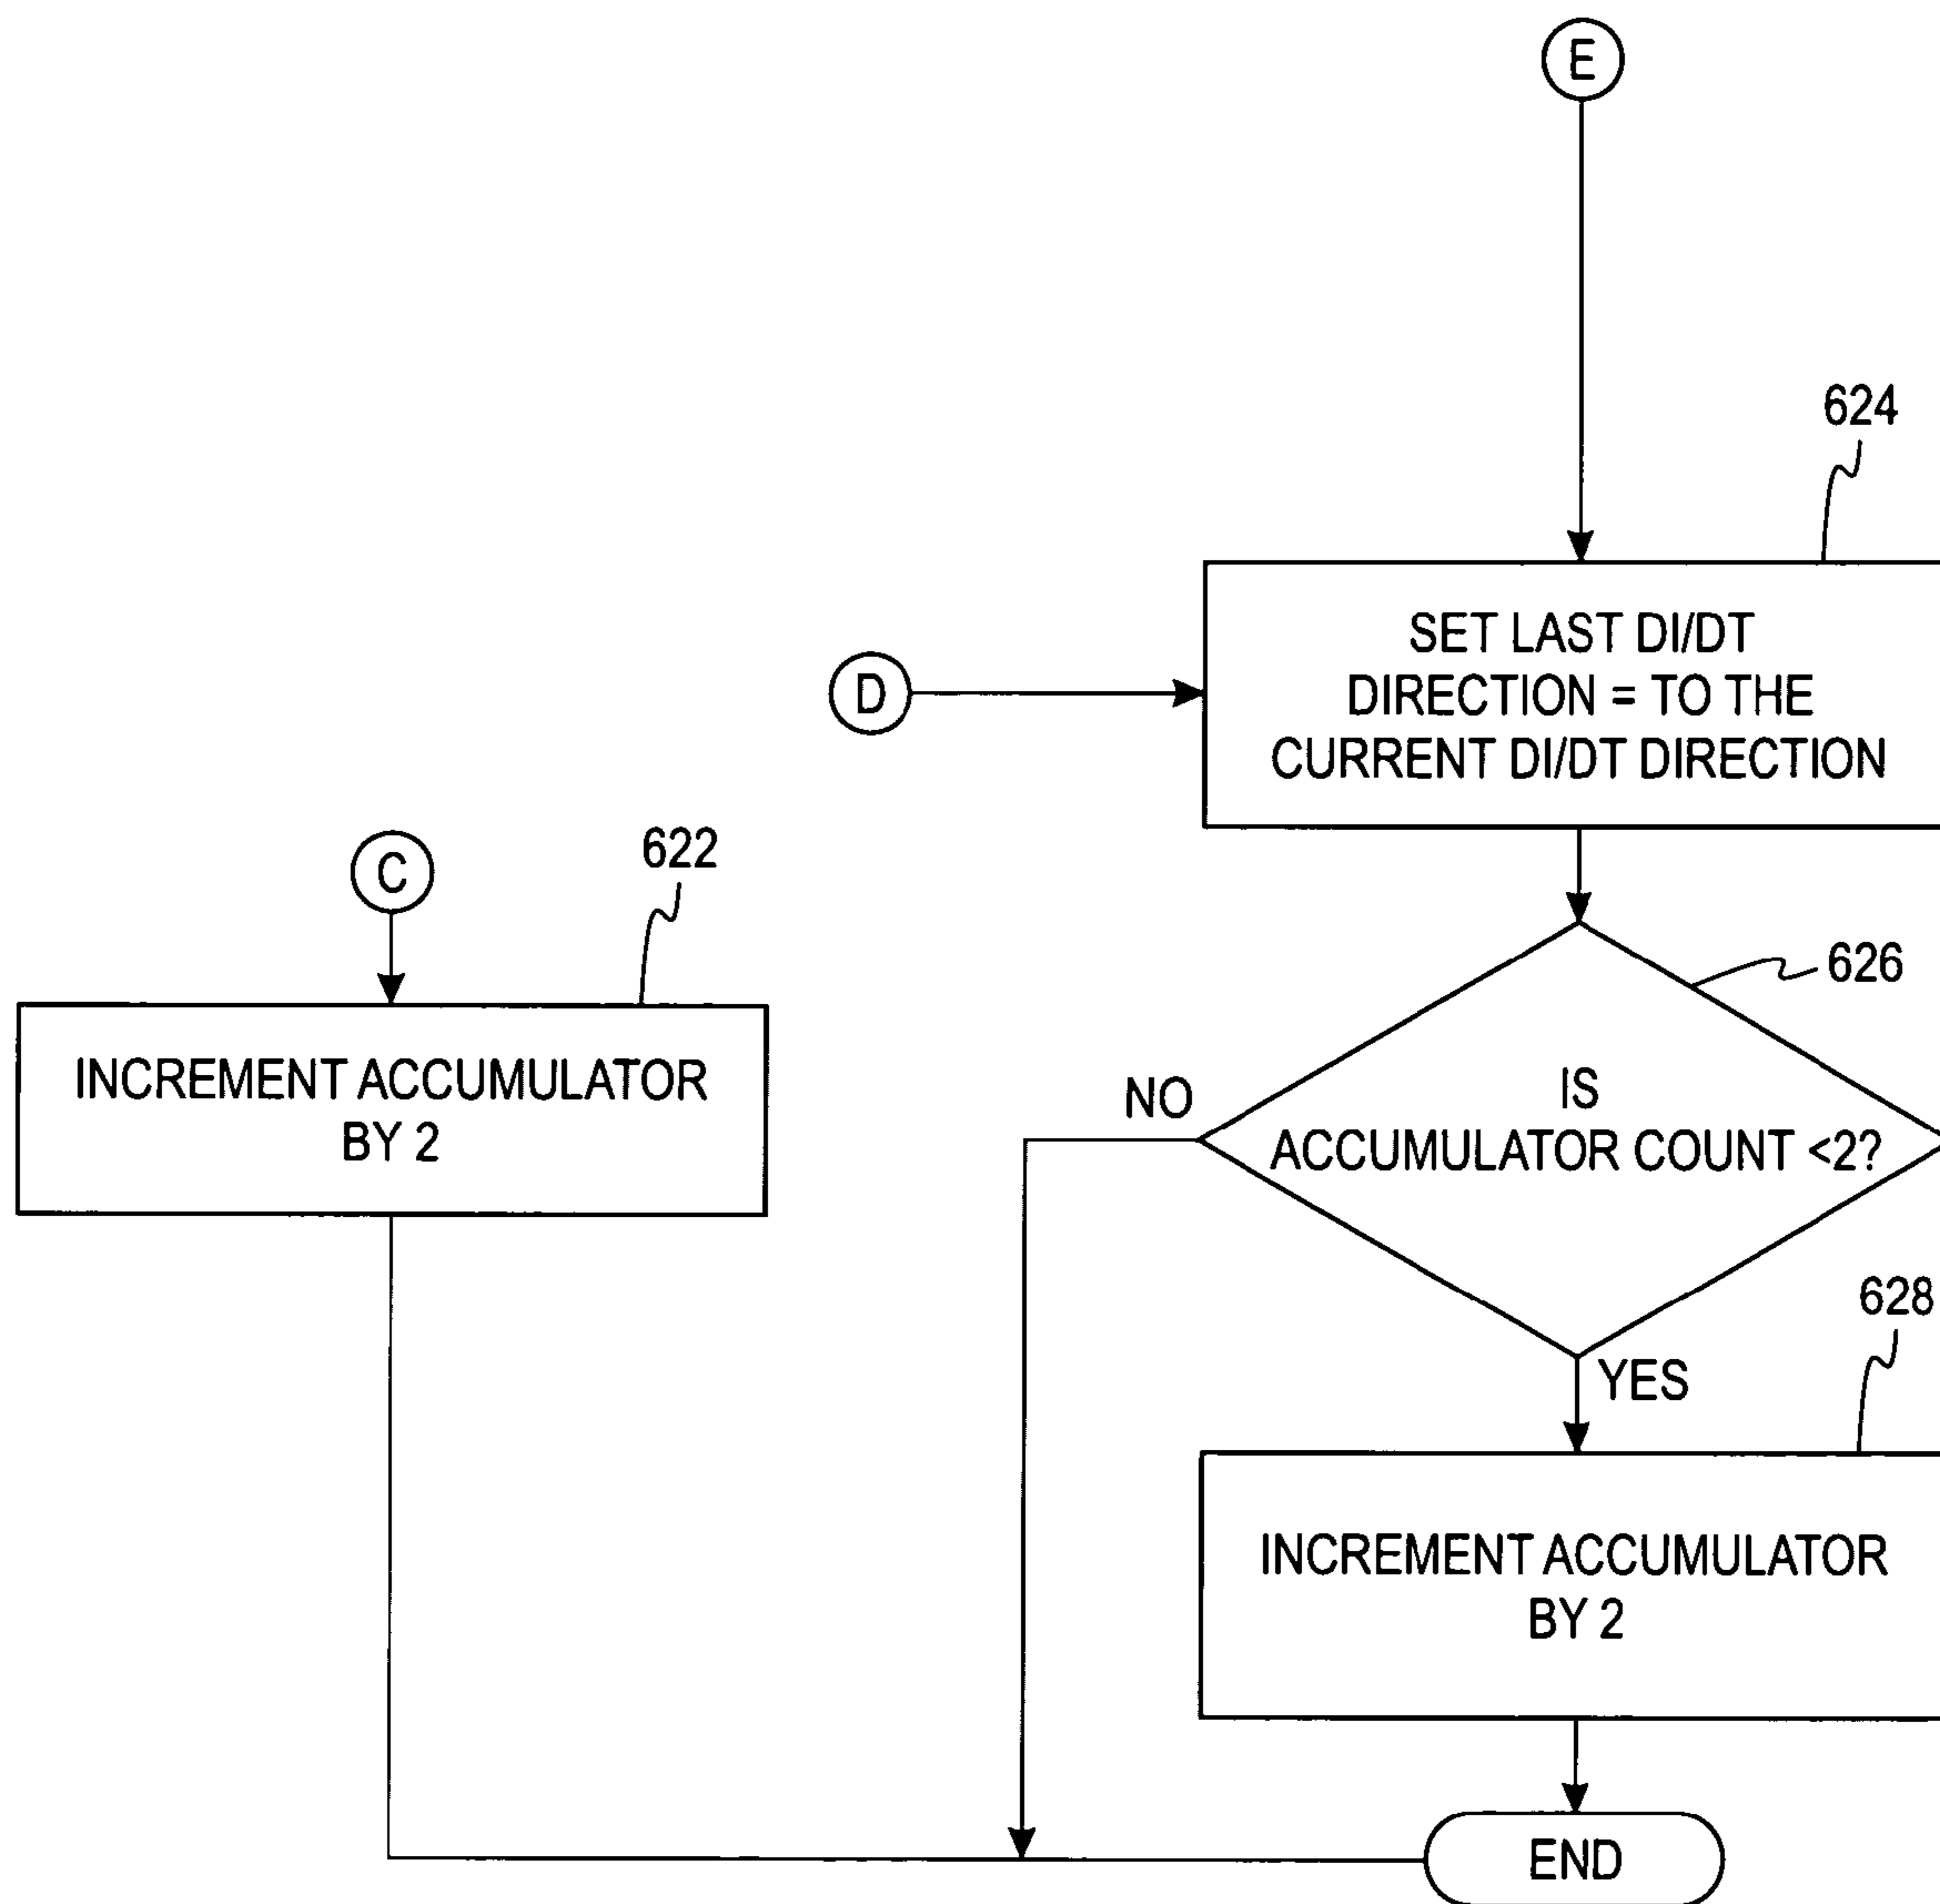 E
624
SET LAST DI/DT
DIRECTION = TO THE
CURRENT DI/DT DIRECTION
D
C
622
INCREMENT ACCUMULATOR
BY 2
626
IS
ACCUMULATOR COUNT <2?
NO
YES
628
INCREMENT ACCUMULATOR
BY 2
END